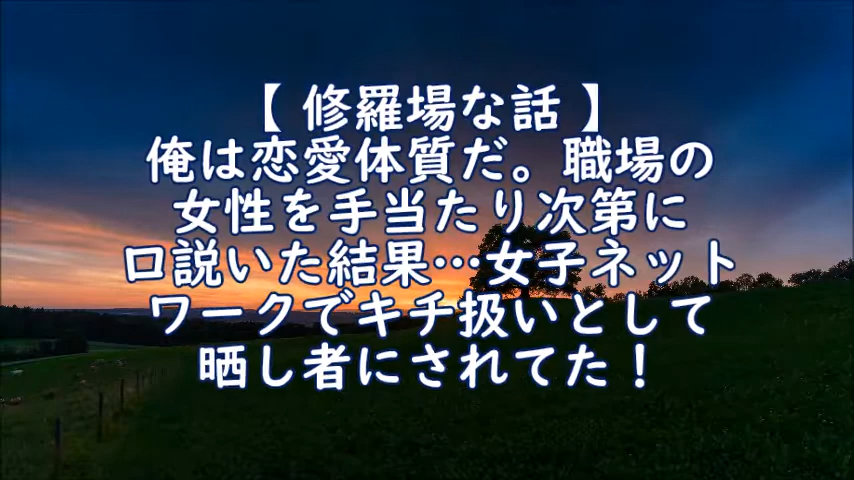 【 修羅場な話 】
俺は恋愛体質だ。職場の
女性を手当たり次第に
口説いた結果…女子ネット
ワークでキチ扱いとして
晒し者にされてた！